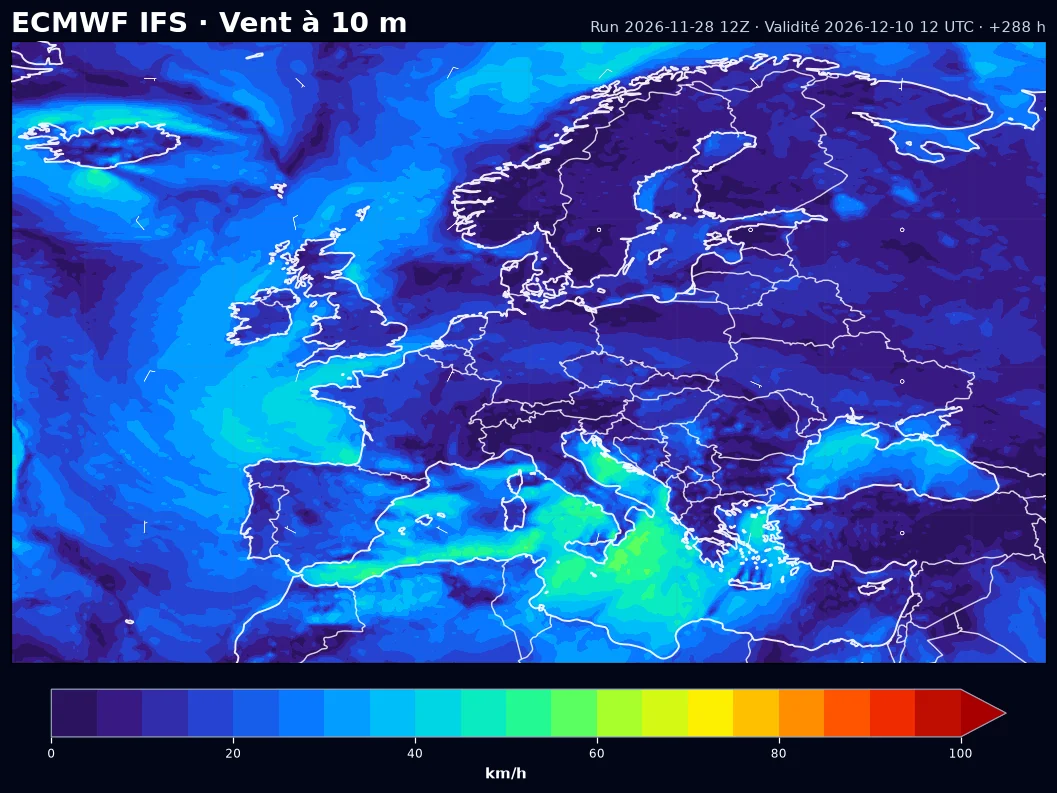 ECMWF IFS · Vent à 10 m
Run 2026-11-28 12Z · Validité 2026-12-10 12 UTC · +288 h
0 20 40 60 80 100
km/h